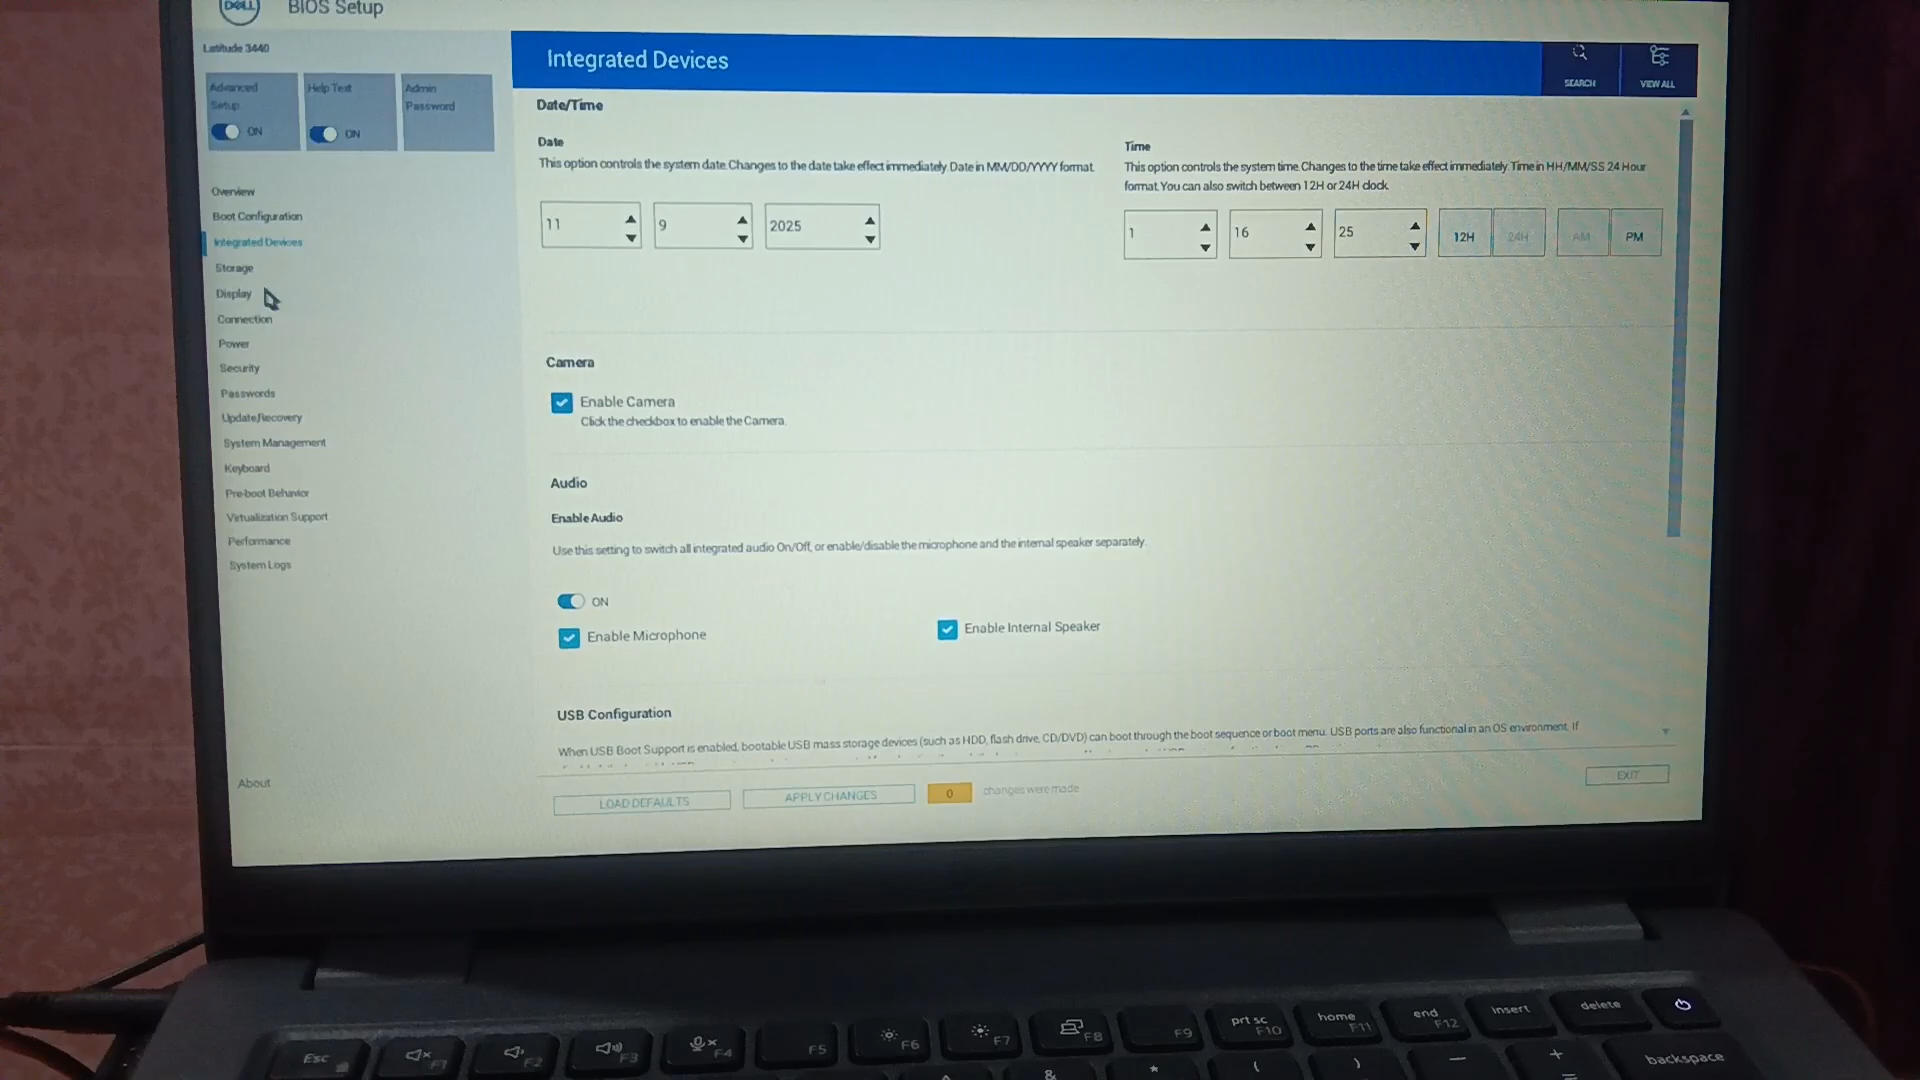 DELL BIOS Setup
Latitude 3440
Advanced Setup
ON
Help Text
ON
Admin Password
Overview
Boot Configuration
Integrated Devices
Storage
Display
Connection
Power
Security
Passwords
Update,Recovery
System Management
Keyboard
Pre-boot Behavior
Virtualization Support
Performance
System Logs
About
Integrated Devices
SEARCH
VIEW ALL
Date/Time
Date
This option controls the system date. Changes to the date take effect immediately. Date in MM/DD/YYYY format.
11 9 2025
Time
This option controls the system time. Changes to the time take effect immediately. Time in HH/MM/SS 24 Hour
format. You can also switch between 12H or 24H clock.
1 16 25 12H 24H AM PM
Camera
Enable Camera
Click the checkbox to enable the Camera.
Audio
Enable Audio
Use this setting to switch all integrated audio On/Off, or enable/disable the microphone and the internal speaker separately.
ON
Enable Microphone
Enable Internal Speaker
USB Configuration
When USB Boot Support is enabled, bootable USB mass storage devices (such as HDD, flash drive, CD/DVD) can boot through the boot sequence or boot menu. USB ports are also functional in an OS environment. If
LOAD DEFAULTS
APPLY CHANGES
0
changes were made
EXIT
Esc F1 F2 F3 F4 F5 F6 F7 F8 F9 prt sc F10 home F11 end F12 insert delete
& * ( ) — + = backspace